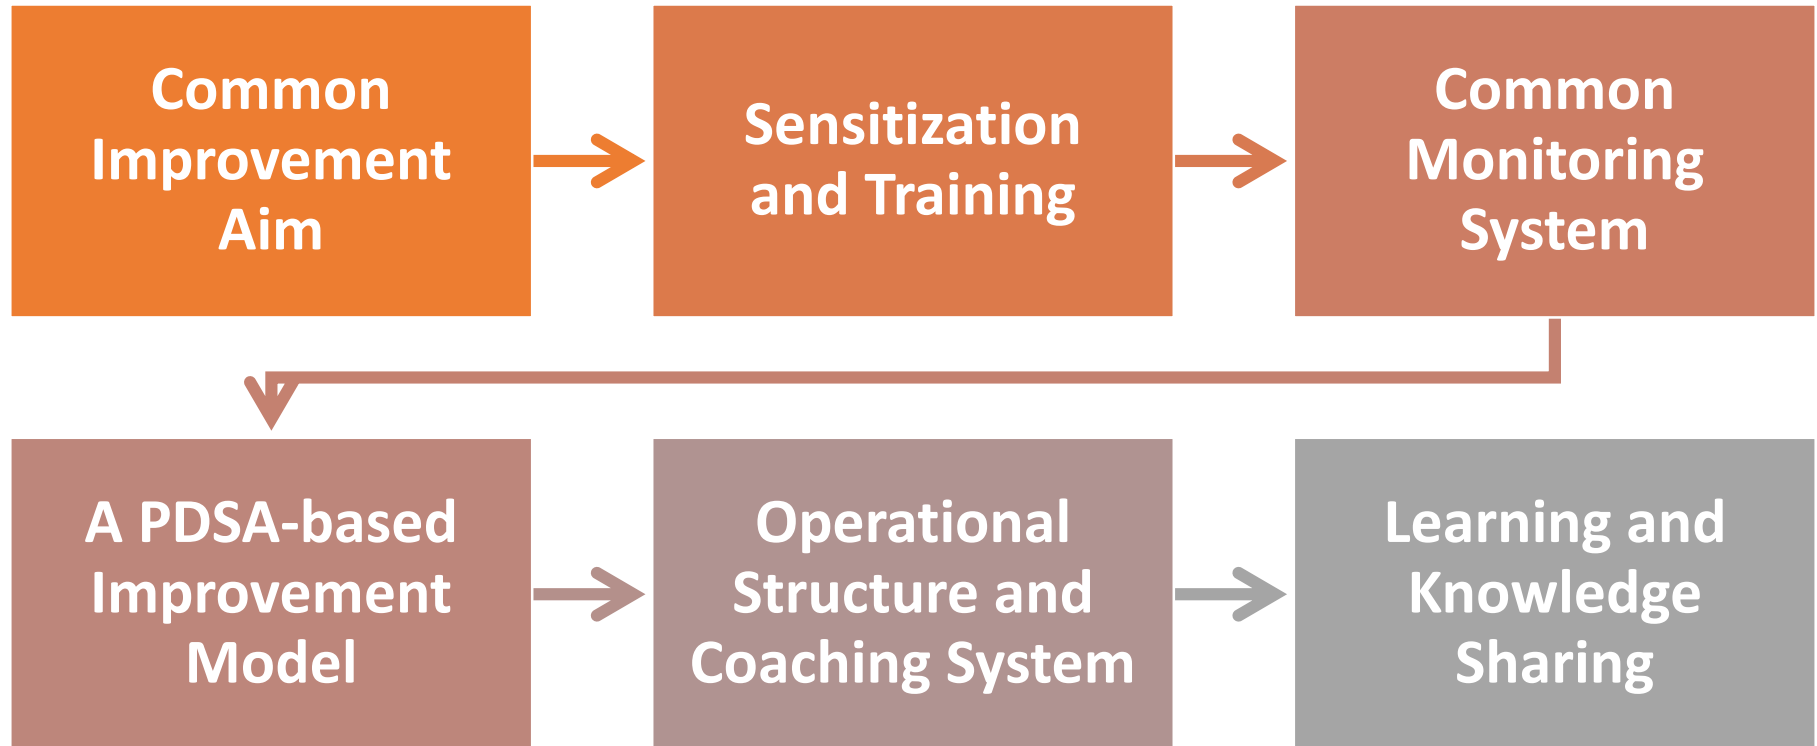 Common
Improvement
Aim
Sensitization
and Training
Common
Monitoring
System
A PDSA-based
Improvement
Model
Operational
Structure and
Coaching System
Learning and
Knowledge
Sharing